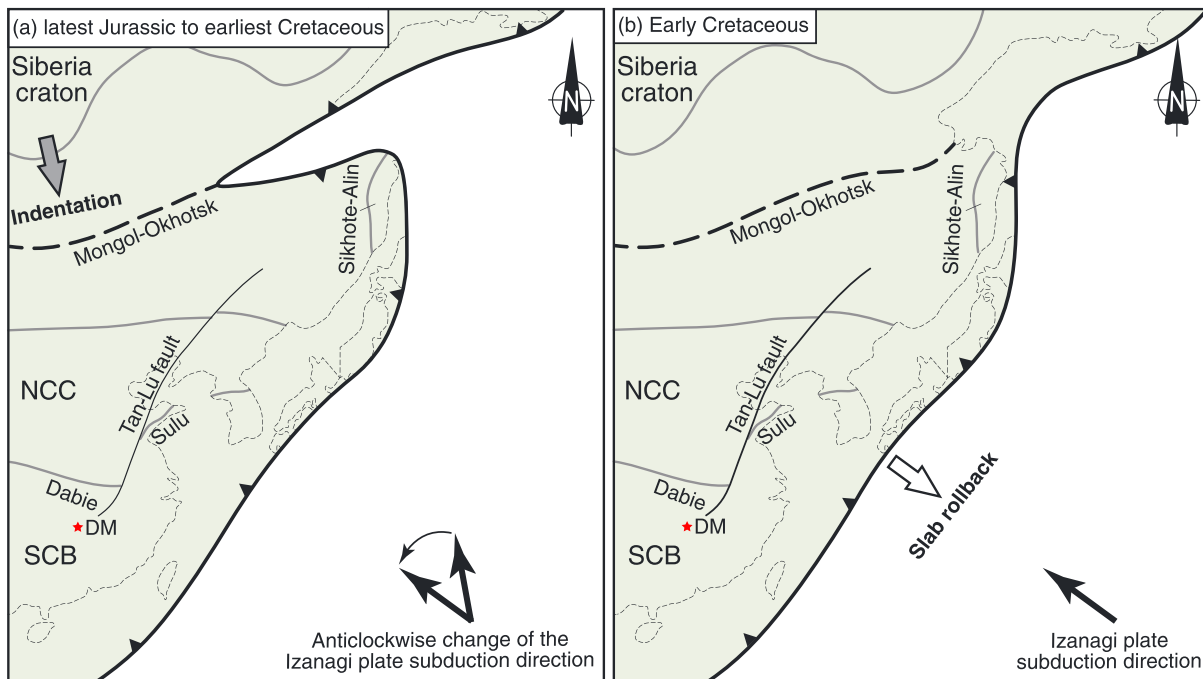 (a) latest Jurassic to earliest Cretaceous
Siberia
craton
N
Indentation
Mongol-Okhotsk
Sikhote-Alin
Tan-Lu fault
NCC
Sulu
Dabie
DM
SCB
Anticlockwise change of the
Izanagi plate subduction direction
(b) Early Cretaceous
Siberia
craton
N
Mongol-Okhotsk
Sikhote-Alin
Tan-Lu fault
NCC
Sulu
Dabie
DM
SCB
Slab rollback
Izanagi plate
subduction direction